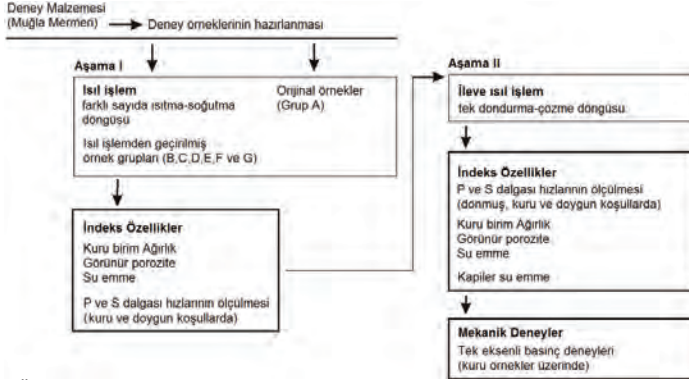 Deney Malzemesi
(Muğla Mermeri)
Deney örneklerinin hazırlanması
Aşama I
Isıl işlem
farklı sayıda ısıtma-soğutma
döngüsü
Isıl işlemden geçirilmiş
örnek grupları (B,C,D,E,F ve G)
Orijinal örnekler
(Grup A)
İndeks Özellikler
Kuru birim Ağırlık
Görünür porozite
Su emme
P ve S dalgası hızlarının ölçülmesi
(kuru ve doygun koşullarda)
Aşama II
İleve ısıl işlem
tek dondurma-çözme döngüsü
İndeks Özellikler
P ve S dalgası hızlarının ölçülmesi
(donmuş, kuru ve doygun koşullarda)
Kuru birim Ağırlık
Görünür porozite
Su emme
Kapiler su emme
Mekanik Deneyler
Tek eksenli basınç deneyleri
(kuru örnekler üzerinde)